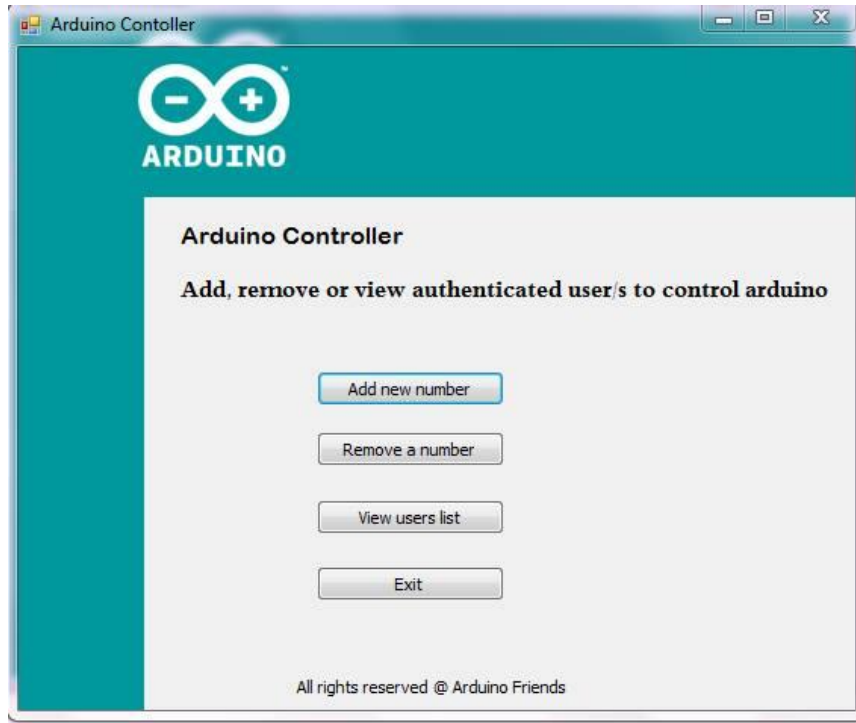 Arduino Contoller
ARDUINO
Arduino Controller
Add, remove or view authenticated user/s to control arduino
Add new number
Remove a number
View users list
Exit
All rights reserved @ Arduino Friends